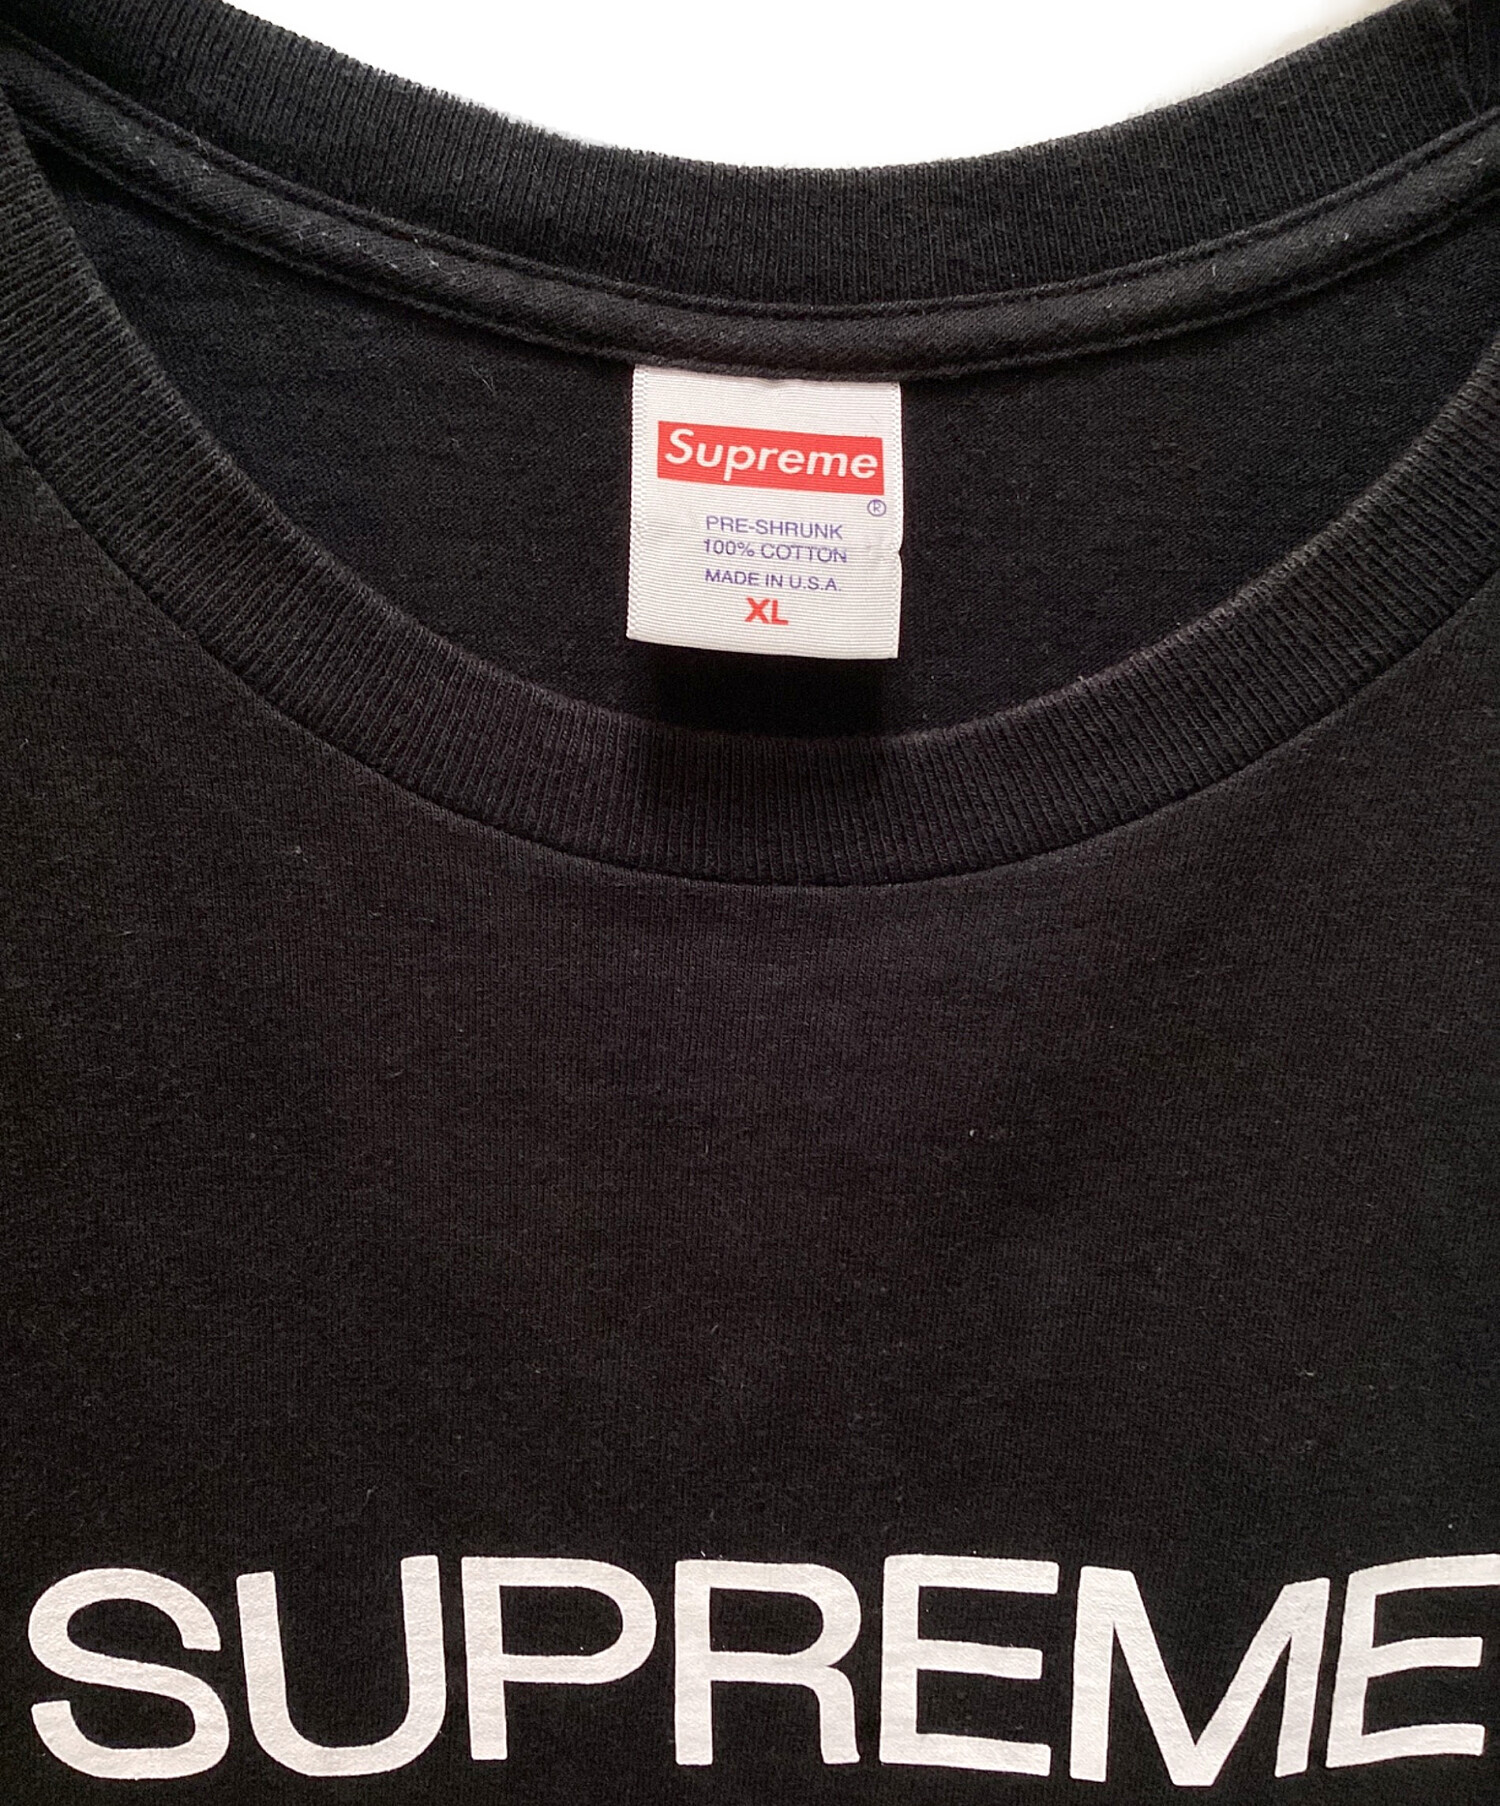 Supreme
®
PRE-SHRUNK
100% COTTON
MADE IN U.S.A.
XL
SUPREME